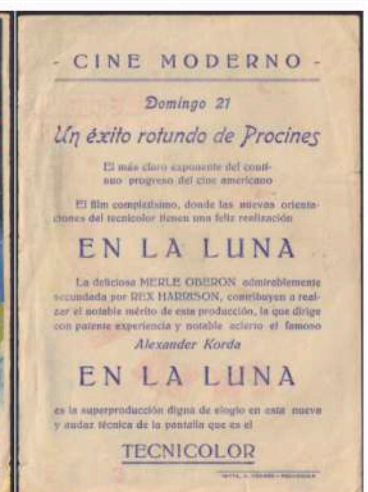 - CINE MODERNO -
Domingo 21
Un éxito rotundo de Procines
El más claro exponente del conti-
nuo progreso del cine americano
El film completísimo, donde las nuevas orienta-
ciones del tecnicolor tienen una feliz realización
EN LA LUNA
La deliciosa MERLE OBERON admirablemente
secundada por REX HARRISON, contribuyen a real-
zar el notable mérito de esta producción, la que dirige
con patente experiencia y notable acierto el famoso
Alexander Korda
EN LA LUNA
es la superproducción digna de elogio en esta nueva
y audaz técnica de la pantalla que es el
TECNICOLOR